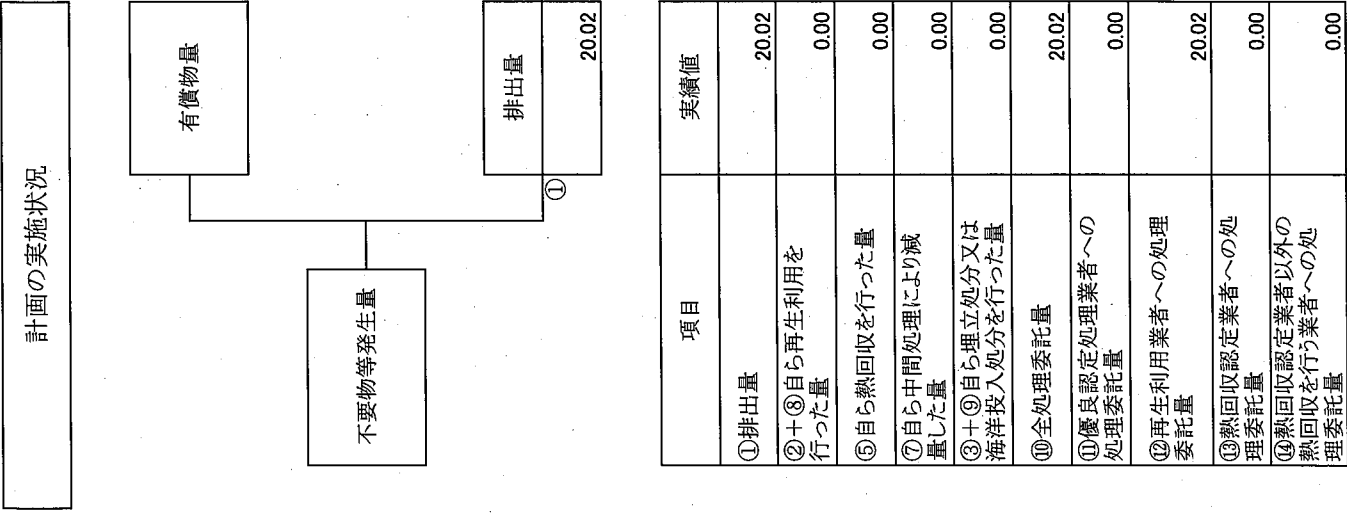 計画の実施状況
有償物量
不要物等発生量
排出量
①
20.02
項目
実績値
①排出量
20.02
②+⑧自ら再生利用を
行った量
0.00
⑤自ら熱回収を行った量
0.00
⑦自ら中間処理により減
量した量
0.00
③+⑨自ら埋立処分又は
海洋投入処分を行った量
0.00
⑩全処理委託量
20.02
⑪優良認定処理業者への
処理委託量
0.00
⑫再生利用業者への処理
委託量
20.02
⑬熱回収認定業者への処
理委託量
0.00
⑭熱回収認定業者以外の
熱回収を行う業者への処
理委託量
0.00